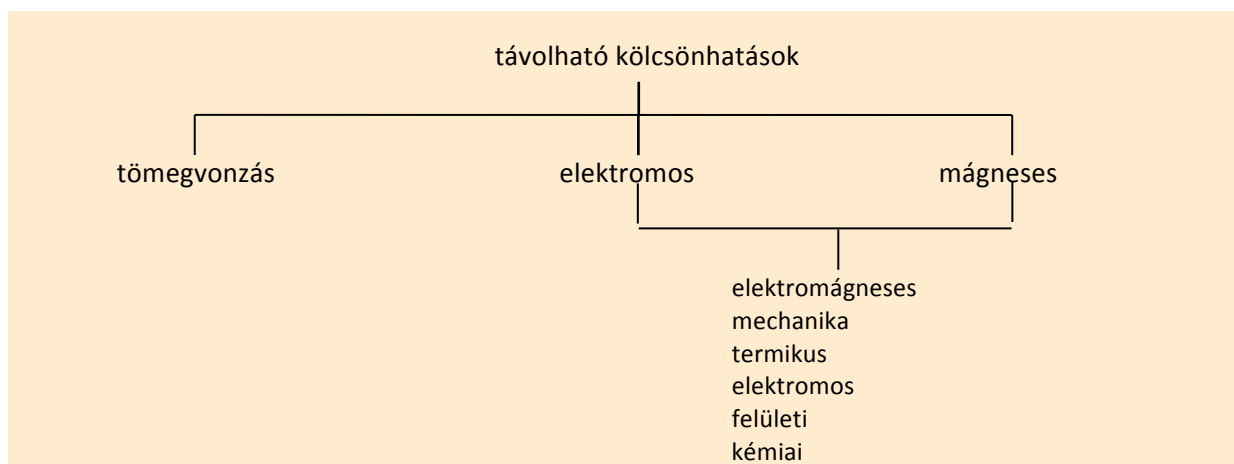 távolható kölcsönhatások
tömegvonzás elektromos mágneses
elektromágneses
mechanika
termikus
elektromos
felületi
kémiai